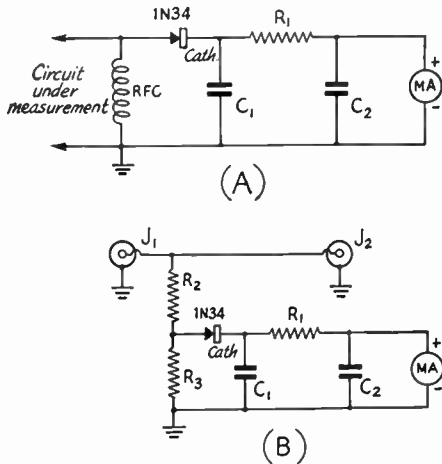 1N34
R1
+
Cath.
Circuit
under
measurement
RFC
C1
C2
MA
-
(A)
J1
J2
R2
1N34
R1
+
Cath
R3
C1
C2
MA
-
(B)